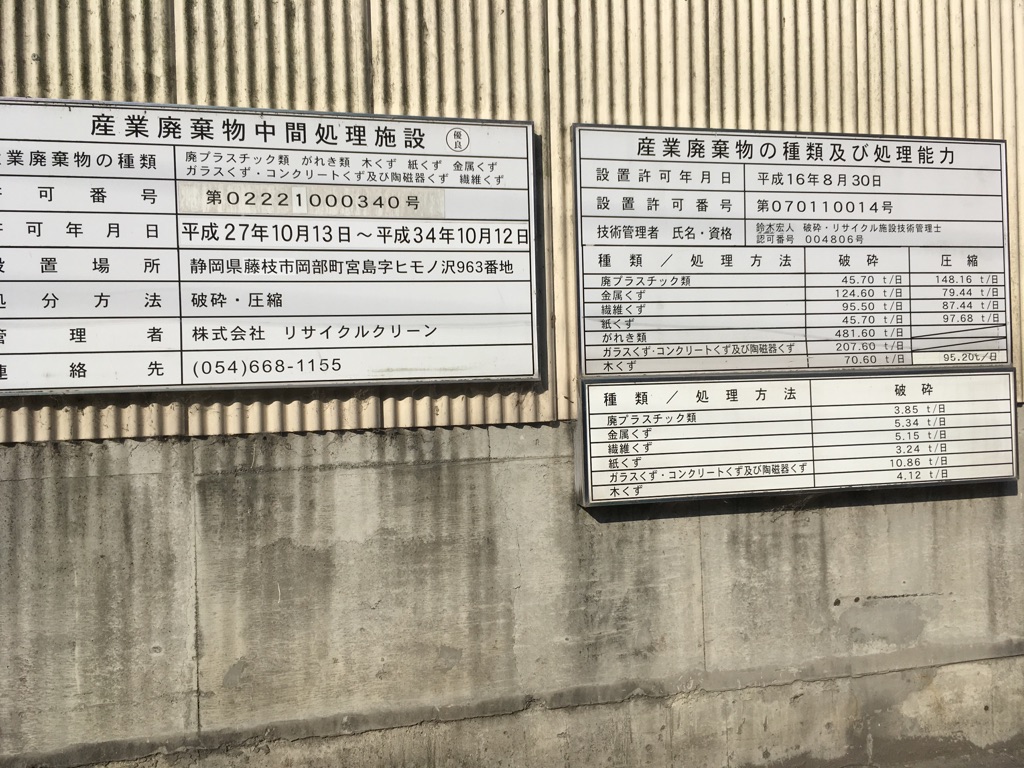 産業廃棄物中間処理施設 優良
産業廃棄物の種類 廃プラスチック類 がれき類 木くず 紙くず 金属くず
ガラスくず・コンクリートくず及び陶磁器くず 繊維くず
許可番号 第02221000340号
許可年月日 平成27年10月13日～平成34年10月12日
設置場所 静岡県藤枝市岡部町宮島字ヒモノ沢963番地
処分方法 破砕・圧縮
管理者 株式会社 リサイクルクリーン
連絡先 (054)668-1155
産業廃棄物の種類及び処理能力
設置許可年月日 平成16年8月30日
設置許可番号 第070110014号
技術管理者 氏名・資格 鈴木宏人 破砕・リサイクル施設技術管理士
認可番号 004806号
種類／処理方法 破砕 圧縮
廃プラスチック類 45.70 t/日 148.16 t/日
金属くず 124.60 t/日 79.44 t/日
繊維くず 95.50 t/日 87.44 t/日
紙くず 45.70 t/日 97.68 t/日
がれき類 481.60 t/日
ガラスくず・コンクリートくず及び陶磁器くず 207.60 t/日
木くず 70.60 t/日 95.20t/日
種類／処理方法 破砕
廃プラスチック類 3.85 t/日
金属くず 5.34 t/日
繊維くず 5.15 t/日
紙くず 3.24 t/日
ガラスくず・コンクリートくず及び陶磁器くず 10.86 t/日
木くず 4.12 t/日